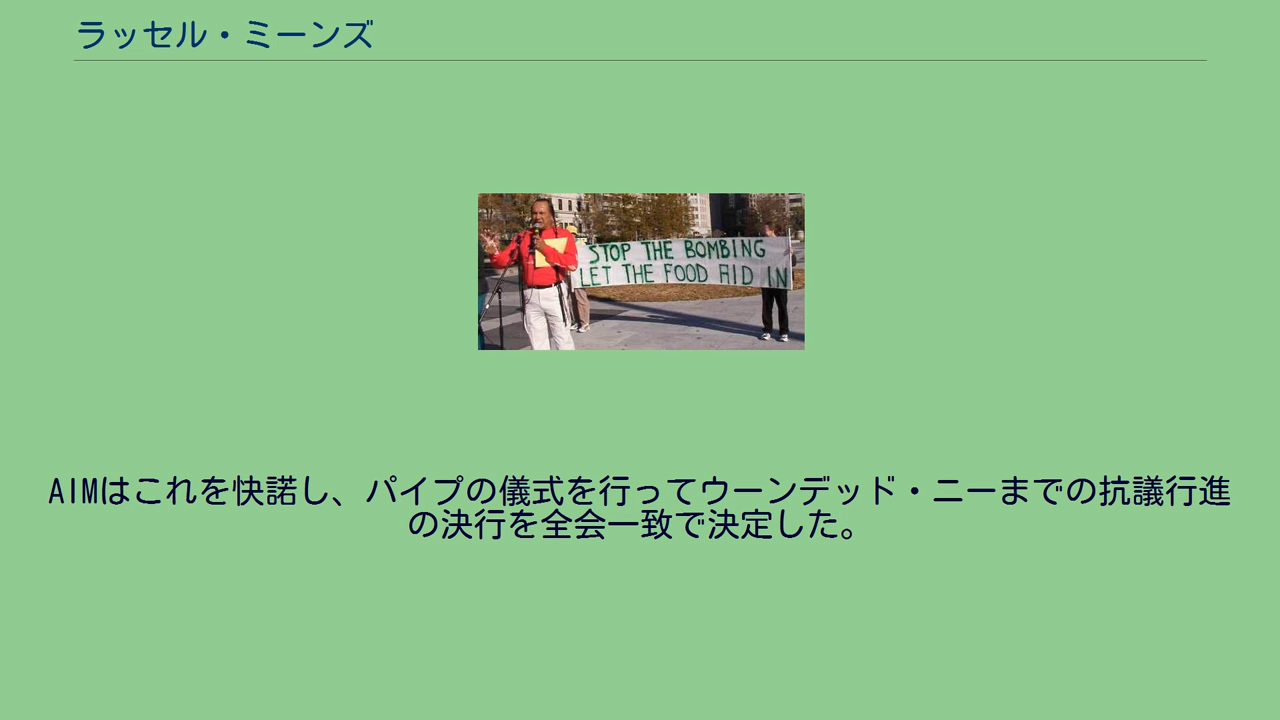 ラッセル・ミーンズ
STOP THE BOMBING
LET THE FOOD AID IN
AIMはこれを快諾し、パイプの儀式を行ってウーンデッド・ニーまでの抗議行進
の決行を全会一致で決定した。